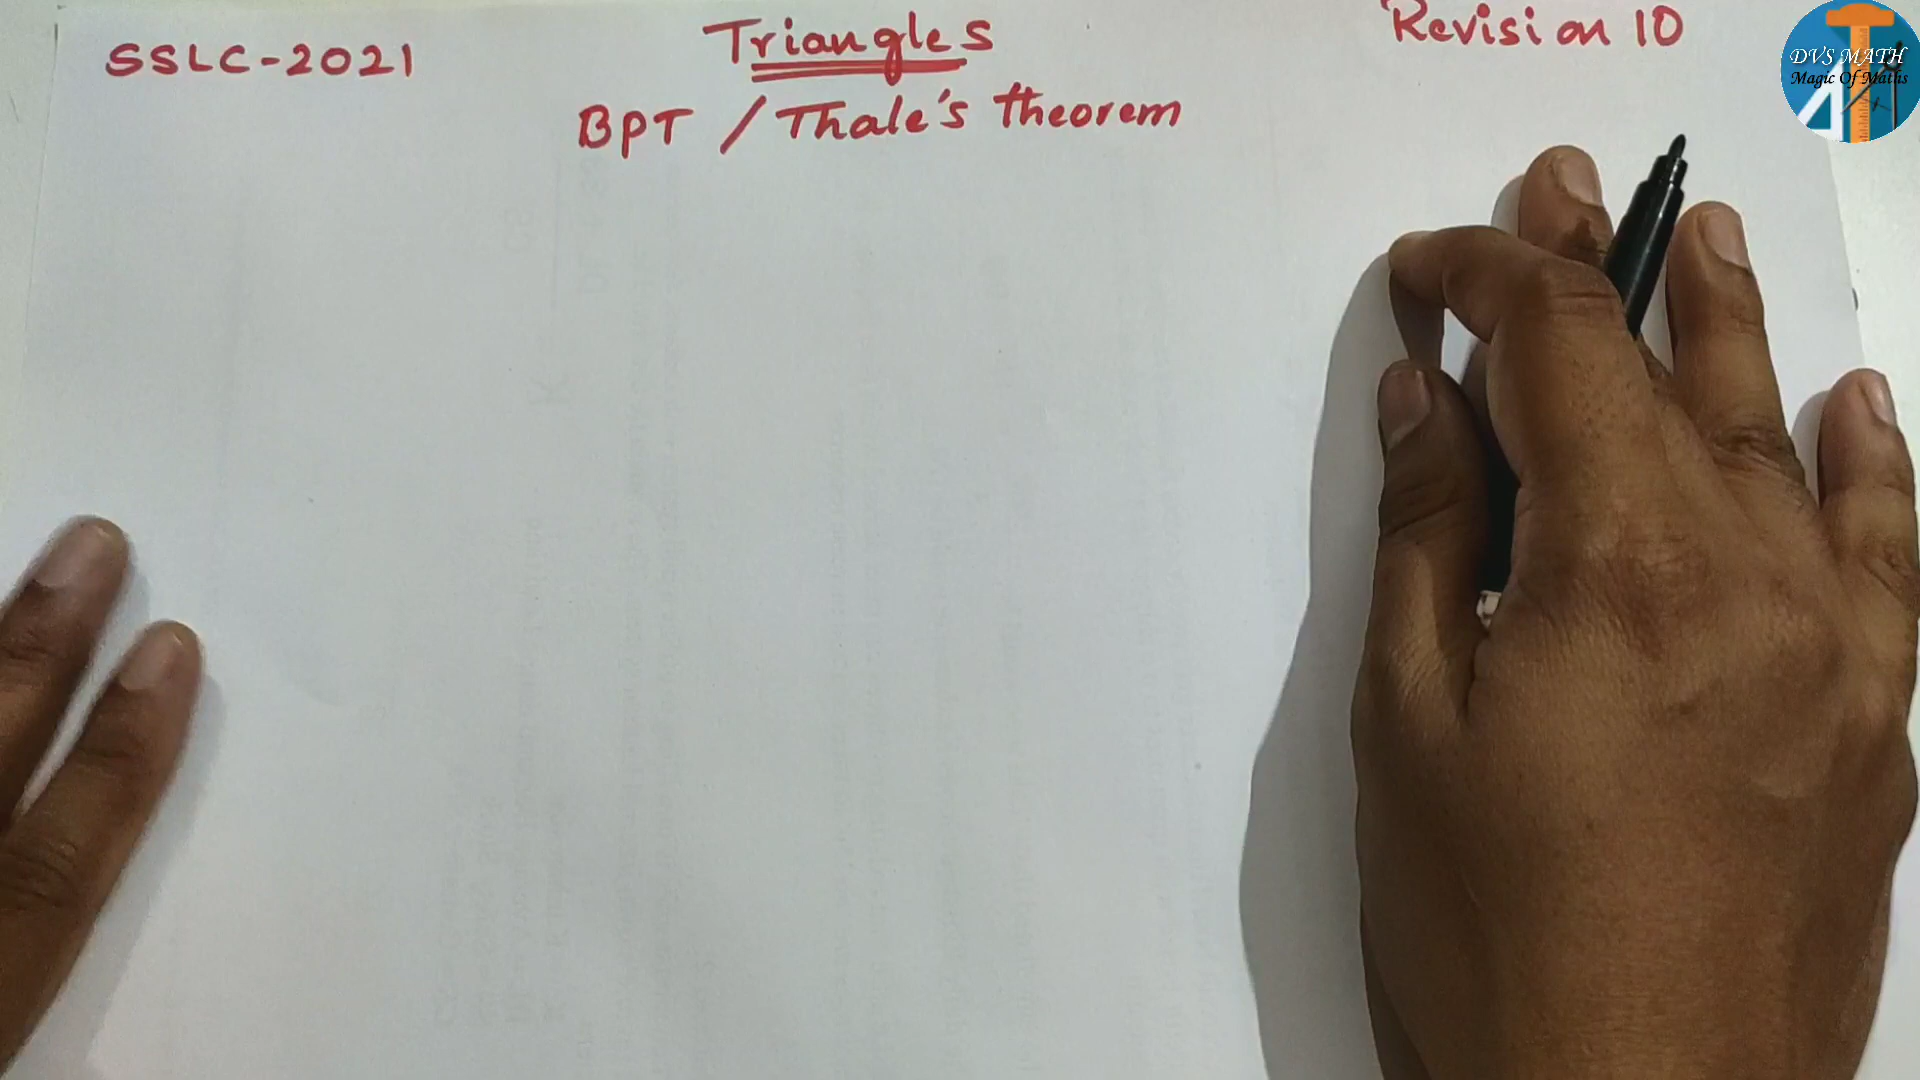 SSLC-2021
Triangles
Revision 10
BPT / Thale's theorem
DVS MATH
Magic Of Maths